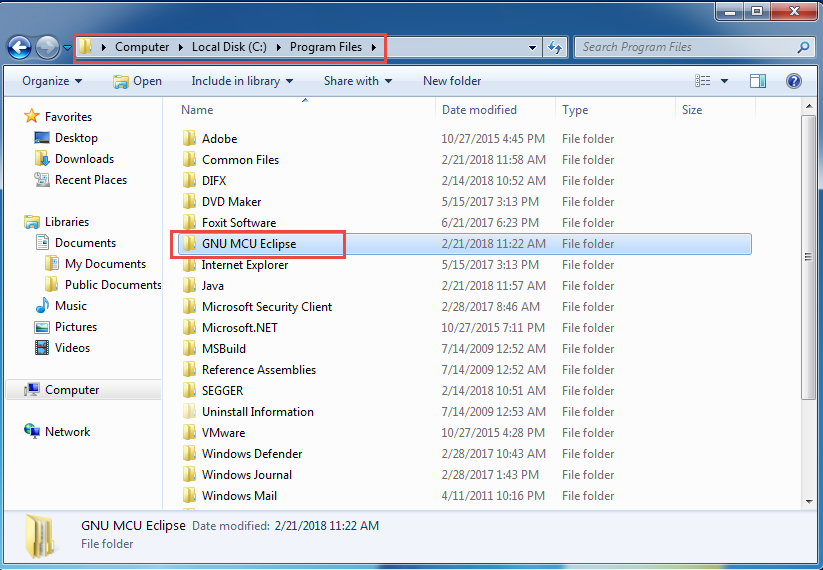 Computer Local Disk (C:) Program Files Search Program Files
Organize Open Include in library Share with New folder
Name Date modified Type Size
Favorites
Desktop
Downloads
Recent Places
Libraries
Documents
My Documents
Public Documents
Music
Pictures
Videos
Computer
Network
Adobe 10/27/2015 4:45 PM File folder
Common Files 2/21/2018 11:58 AM File folder
DIFX 2/14/2018 10:52 AM File folder
DVD Maker 5/15/2017 3:13 PM File folder
Foxit Software 6/21/2017 6:23 PM File folder
GNU MCU Eclipse 2/21/2018 11:22 AM File folder
Internet Explorer 5/15/2017 3:13 PM File folder
Java 2/21/2018 11:57 AM File folder
Microsoft Security Client 2/28/2017 8:46 AM File folder
Microsoft.NET 10/27/2015 7:11 PM File folder
MSBuild 7/14/2009 12:52 AM File folder
Reference Assemblies 7/14/2009 12:52 AM File folder
SEGGER 2/14/2018 10:51 AM File folder
Uninstall Information 7/14/2009 12:53 AM File folder
VMware 10/27/2015 4:28 PM File folder
Windows Defender 2/28/2017 10:43 AM File folder
Windows Journal 2/28/2017 1:43 PM File folder
Windows Mail 4/11/2011 10:16 PM File folder
GNU MCU Eclipse Date modified: 2/21/2018 11:22 AM
File folder